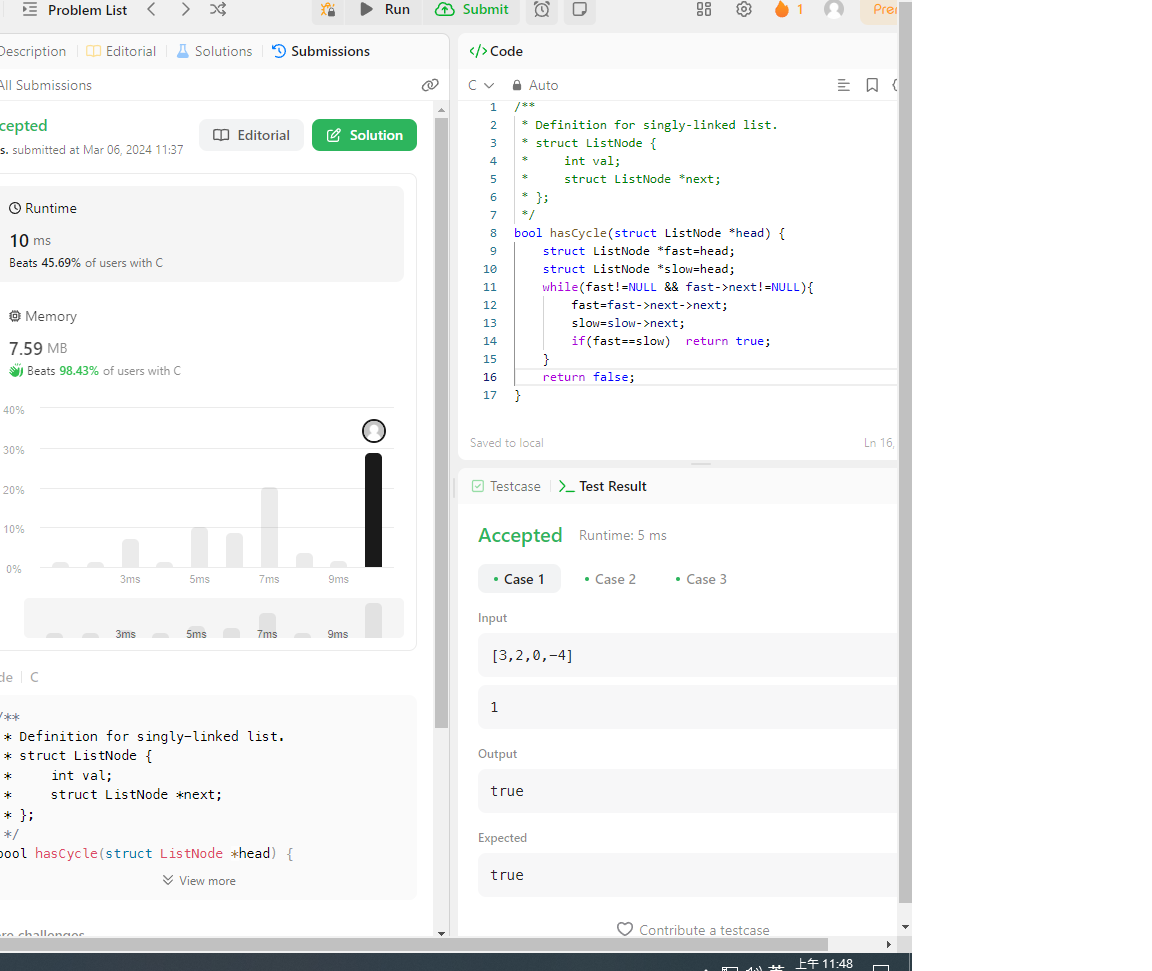 Problem List
Run
Submit
1
Description
Editorial
Solutions
Submissions
All Submissions
cepted
s. submitted at Mar 06, 2024 11:37
Editorial
Solution
Runtime
10 ms
Beats 45.69% of users with C
Memory
7.59 MB
Beats 98.43% of users with C
40%
30%
20%
10%
0%
3ms
5ms
7ms
9ms
3ms
5ms
7ms
9ms
de
C
/**
* Definition for singly-linked list.
* struct ListNode {
*     int val;
*     struct ListNode *next;
* };
*/
bool hasCycle(struct ListNode *head) {
View more
Code
C
Auto
1 /**
2 * Definition for singly-linked list.
3 * struct ListNode {
4 *     int val;
5 *     struct ListNode *next;
6 * };
7 */
8 bool hasCycle(struct ListNode *head) {
9     struct ListNode *fast=head;
10     struct ListNode *slow=head;
11     while(fast!=NULL && fast->next!=NULL){
12         fast=fast->next->next;
13         slow=slow->next;
14         if(fast==slow)  return true;
15     }
16     return false;
17 }
Saved to local
Ln 16,
Testcase
Test Result
Accepted
Runtime: 5 ms
Case 1
Case 2
Case 3
Input
[3,2,0,-4]
1
Output
true
Expected
true
Contribute a testcase
英
上午 11:48